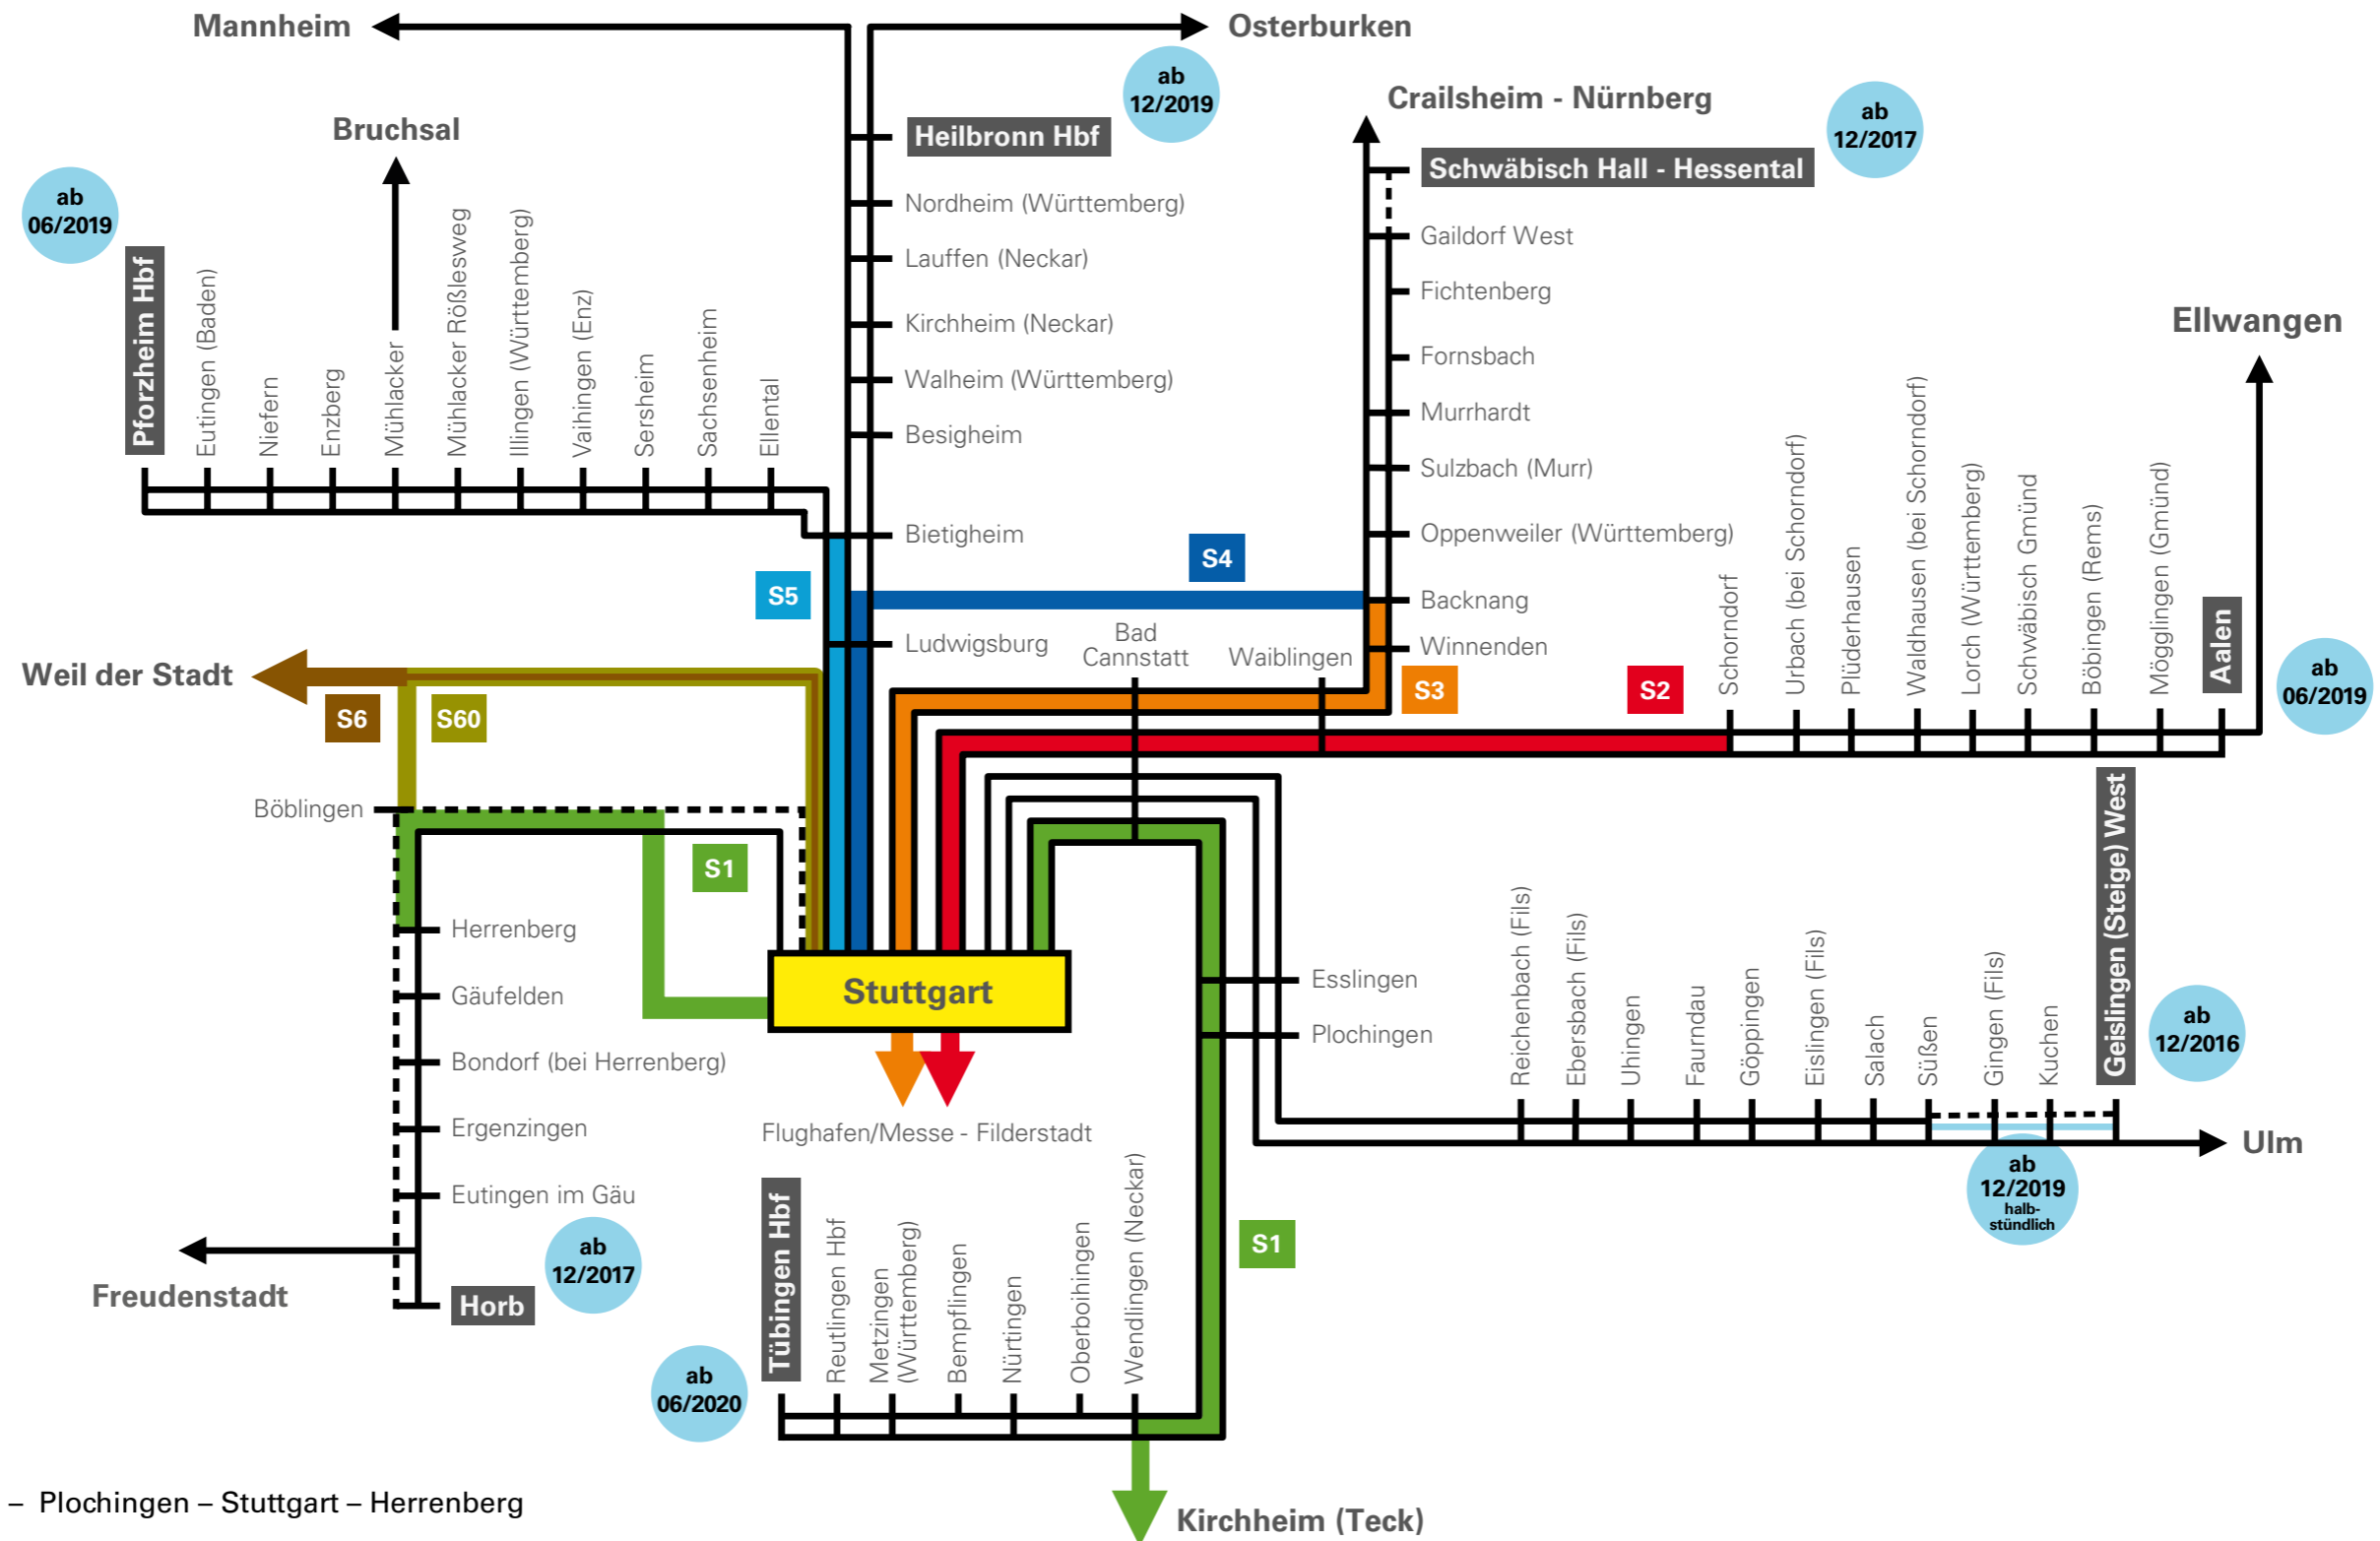 Mannheim
Osterburken
ab
12/2019
Heilbronn Hbf
Nordheim (Württemberg)
Lauffen (Neckar)
Kirchheim (Neckar)
Walheim (Württemberg)
Besigheim
Bietigheim
Ludwigsburg
Crailsheim - Nürnberg
ab
12/2017
Schwäbisch Hall - Hessental
Gaildorf West
Fichtenberg
Fornsbach
Murrhardt
Sulzbach (Murr)
Oppenweiler (Württemberg)
Backnang
Winnenden
Bruchsal
ab
06/2019
Pforzheim Hbf
Eutingen (Baden)
Niefern
Enzberg
Mühlacker
Mühlacker Rößlesweg
Illingen (Württemberg)
Vaihingen (Enz)
Sersheim
Sachsenheim
Ellental
S5
S4
Bad
Cannstatt
Waiblingen
S3
S2
Ellwangen
Schorndorf
Urbach (bei Schorndorf)
Plüderhausen
Waldhausen (bei Schorndorf)
Lorch (Württemberg)
Schwäbisch Gmünd
Böbingen (Rems)
Mögglingen (Gmünd)
Aalen
ab
06/2019
Weil der Stadt
S6
S60
Böblingen
S1
Herrenberg
Gäufelden
Bondorf (bei Herrenberg)
Ergenzingen
Eutingen im Gäu
ab
12/2017
Freudenstadt
Horb
Stuttgart
Flughafen/Messe - Filderstadt
Esslingen
Plochingen
Reichenbach (Fils)
Ebersbach (Fils)
Uhingen
Faurndau
Göppingen
Eislingen (Fils)
Salach
Süßen
Gingen (Fils)
Kuchen
Geislingen (Steige) West
ab
12/2016
Ulm
ab
12/2019
halb-
stündlich
S1
Tübingen Hbf
Reutlingen Hbf
Metzingen
(Württemberg)
Bempflingen
Nürtingen
Oberboihingen
Wendlingen (Neckar)
ab
06/2020
Kirchheim (Teck)
– Plochingen – Stuttgart – Herrenberg